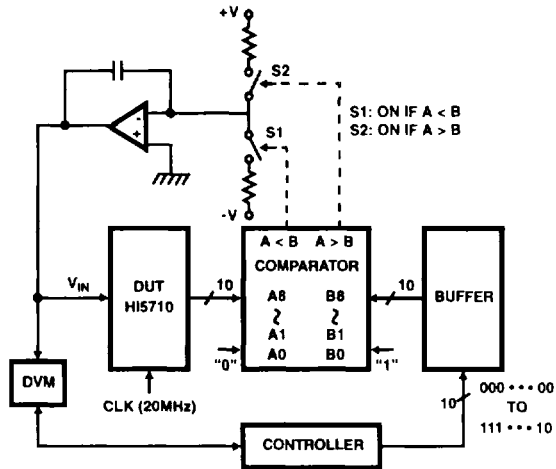 +V
S2
S1
S1: ON IF A < B
S2: ON IF A > B
-
+
-V
A < B A > B
COMPARATOR
A8 B8
A1 B1
A0 B0
VIN
DUT
HI5710
10
10
BUFFER
"0"
"1"
DVM
CLK (20MHz)
10
000 ••• 00
TO
111 ••• 10
CONTROLLER